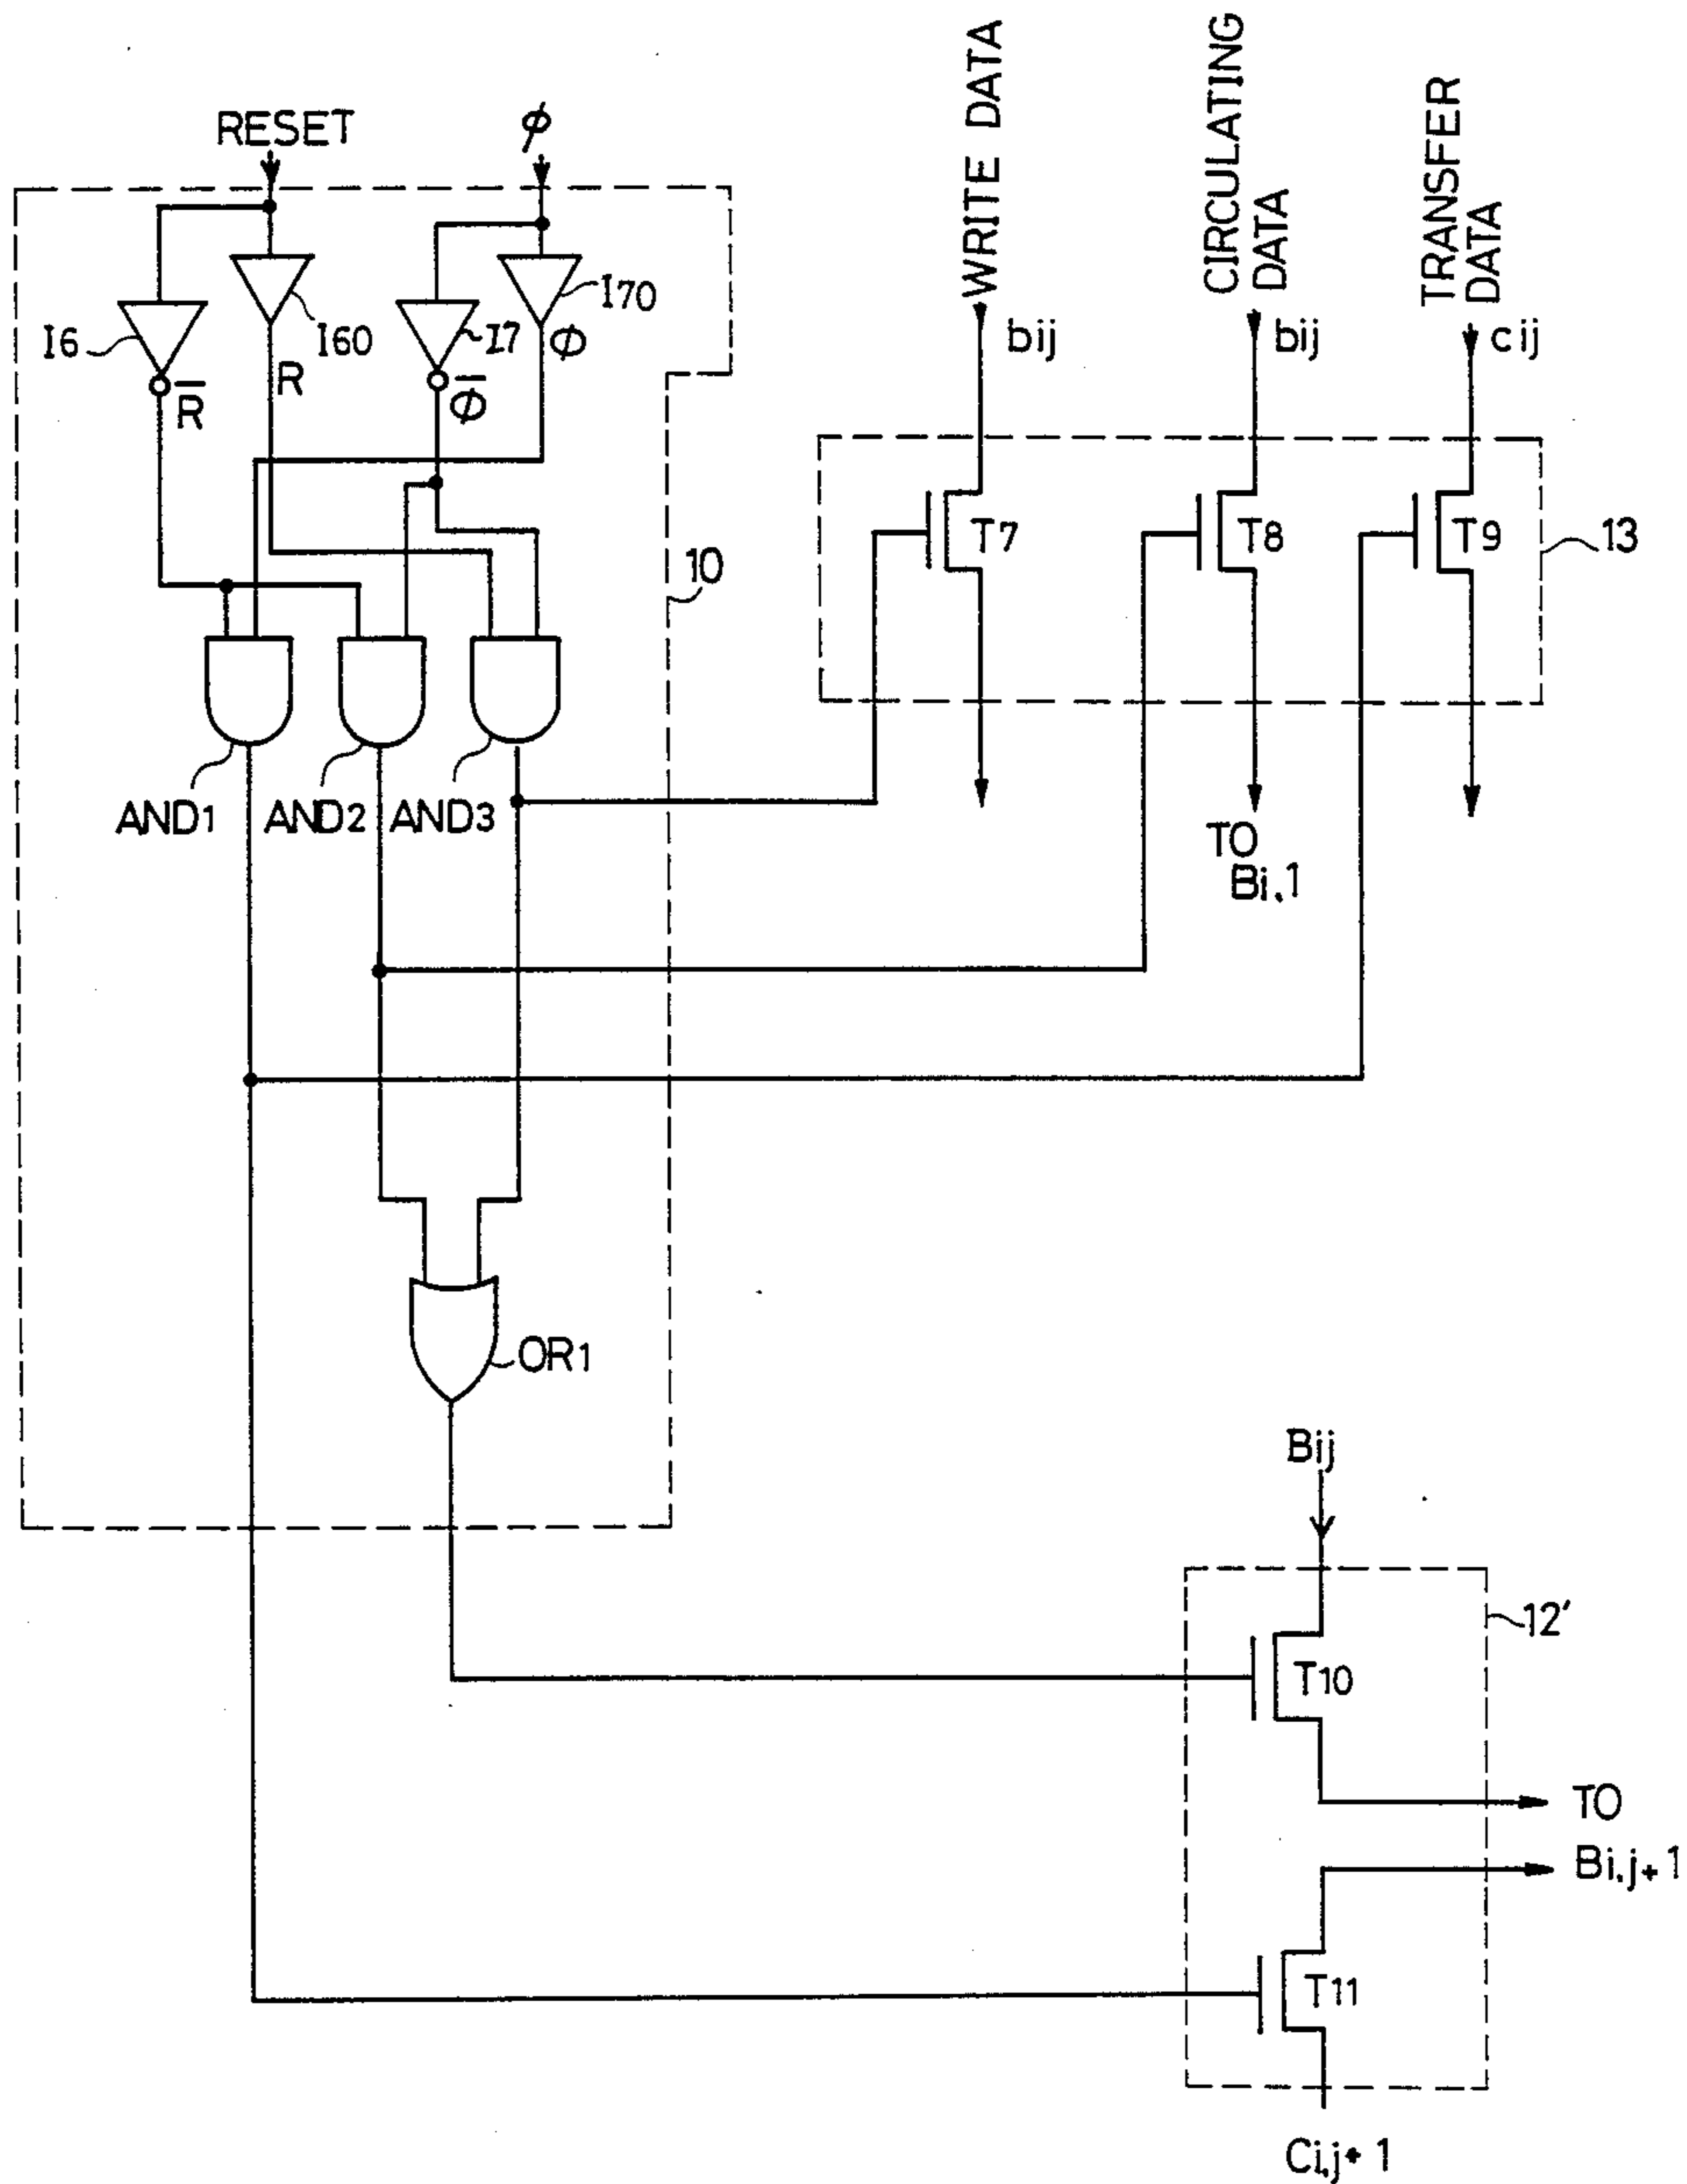 RESET
ϕ
WRITE DATA
CIRCULATING
DATA
TRANSFER
DATA
bij
bij
cij
I6
I60
I7
I70
R̅
R
ϕ̅
ϕ
10
T7
T8
T9
13
AND1
AND2
AND3
TO
Bi,1
OR1
Bij
12'
T10
TO
Bi,j+1
T11
Ci,j+1